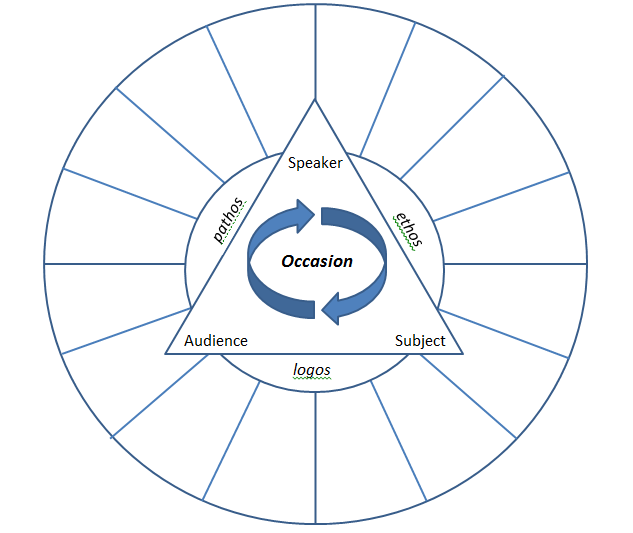 Speaker
pathos
ethos
Occasion
Audience
Subject
logos